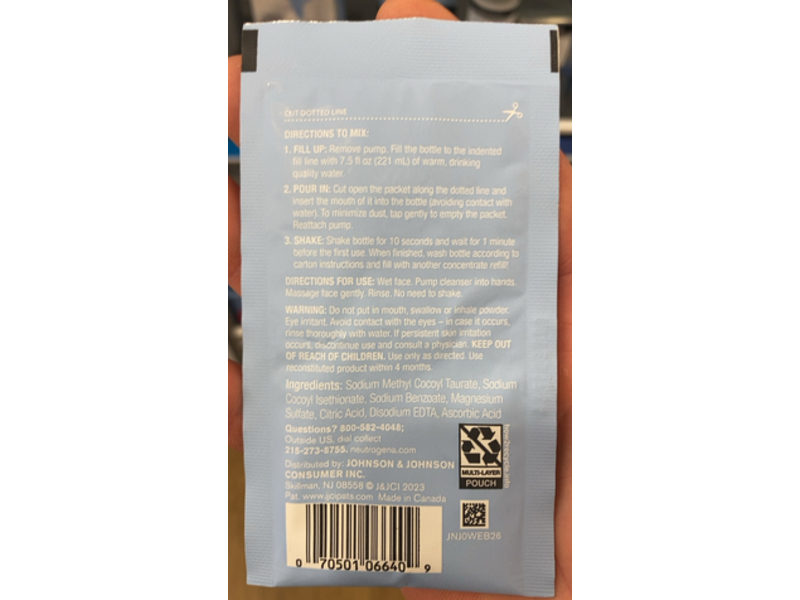 CUT DOTTED LINE
DIRECTIONS TO MIX:
1. FILL UP: Remove pump. Fill the bottle to the indented
fill line with 7.5 fl oz (221 mL) of warm, drinking
quality water.
2. POUR IN: Cut open the packet along the dotted line and
insert the mouth of it into the bottle (avoiding contact with
water). To minimize dust, tap gently to empty the packet.
Reattach pump.
3. SHAKE: Shake bottle for 10 seconds and wait for 1 minute
before the first use. When finished, wash bottle according to
carton instructions and fill with another concentrate refill!
DIRECTIONS FOR USE: Wet face. Pump cleanser into hands.
Massage face gently. Rinse. No need to shake.
WARNING: Do not put in mouth, swallow or inhale powder.
Eye irritant. Avoid contact with the eyes – in case it occurs,
rinse thoroughly with water. If persistent skin irritation
occurs, discontinue use and consult a physician. KEEP OUT
OF REACH OF CHILDREN. Use only as directed. Use
reconstituted product within 4 months.
Ingredients: Sodium Methyl Cocoyl Taurate, Sodium
Cocoyl Isethionate, Sodium Benzoate, Magnesium
Sulfate, Citric Acid, Disodium EDTA, Ascorbic Acid
Questions? 800-582-4048;
Outside US, dial collect
215-273-8755. neutrogena.com
Distributed by: JOHNSON & JOHNSON
CONSUMER INC.
Skillman, NJ 08558 © J&JCI 2023
Pat. www.jjcipats.com Made in Canada
how2recycle.info
MULTI-LAYER
POUCH
JNJ0WEB26
0 70501 06640 9